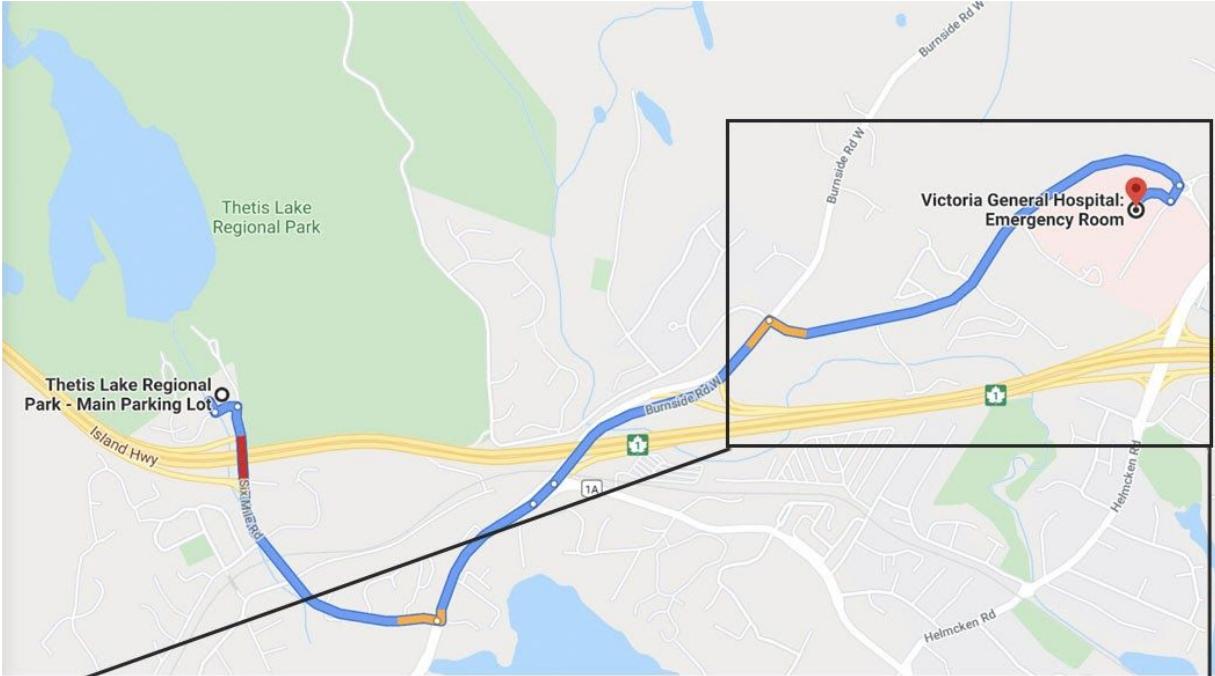 Burnside Rd W
Burnside Rd W
Victoria General Hospital:
Emergency Room
Thetis Lake
Regional Park
Thetis Lake Regional
Park - Main Parking Lot
Burnside Rd W
1
1
Island Hwy
1A
Six Mile Rd
Helmcken Rd
Helmcken Rd